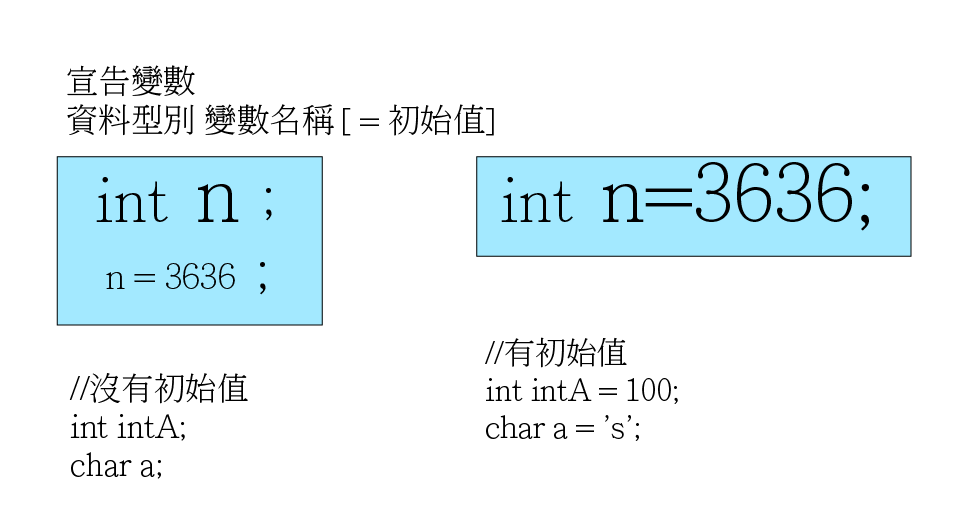 宣告變數
資料型別 變數名稱 [ = 初始值]
int n ;
n = 3636 ;
int n=3636;
//沒有初始值
int intA;
char a;
//有初始值
int intA = 100;
char a = ’s’;